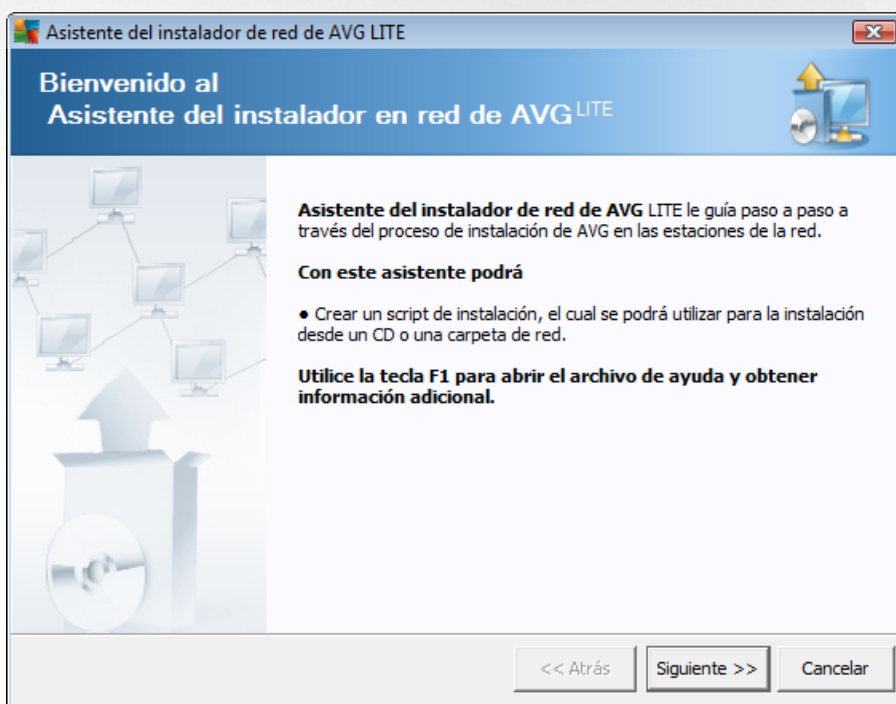 Asistente del instalador de red de AVG LITE
Bienvenido al
Asistente del instalador en red de AVG LITE
Asistente del instalador de red de AVG LITE le guía paso a paso a
través del proceso de instalación de AVG en las estaciones de la red.
Con este asistente podrá
• Crear un script de instalación, el cual se podrá utilizar para la instalación
desde un CD o una carpeta de red.
Utilice la tecla F1 para abrir el archivo de ayuda y obtener
información adicional.
<< Atrás
Siguiente >>
Cancelar